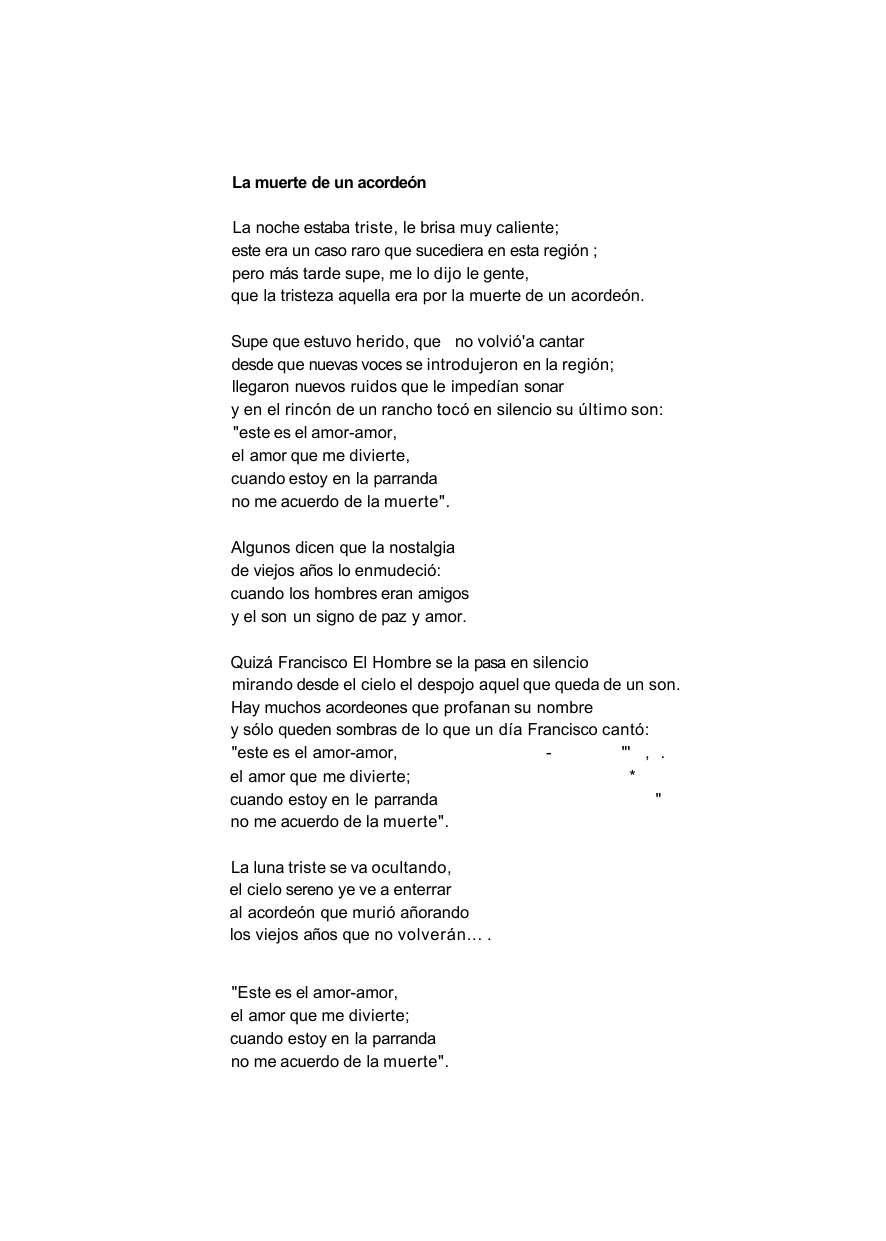 La muerte de un acordeón
La noche estaba triste, le brisa muy caliente;
este era un caso raro que sucediera en esta región ;
pero más tarde supe, me lo dijo le gente,
que la tristeza aquella era por la muerte de un acordeón.
Supe que estuvo herido, que no volvió'a cantar
desde que nuevas voces se introdujeron en la región;
llegaron nuevos ruidos que le impedían sonar
y en el rincón de un rancho tocó en silencio su último son:
"este es el amor-amor,
el amor que me divierte,
cuando estoy en la parranda
no me acuerdo de la muerte".
Algunos dicen que la nostalgia
de viejos años lo enmudeció:
cuando los hombres eran amigos
y el son un signo de paz y amor.
Quizá Francisco El Hombre se la pasa en silencio
mirando desde el cielo el despojo aquel que queda de un son.
Hay muchos acordeones que profanan su nombre
y sólo queden sombras de lo que un día Francisco cantó:
"este es el amor-amor, - "' , .
el amor que me divierte; *
cuando estoy en le parranda "
no me acuerdo de la muerte".
La luna triste se va ocultando,
el cielo sereno ye ve a enterrar
al acordeón que murió añorando
los viejos años que no volverán... .
"Este es el amor-amor,
el amor que me divierte;
cuando estoy en la parranda
no me acuerdo de la muerte".